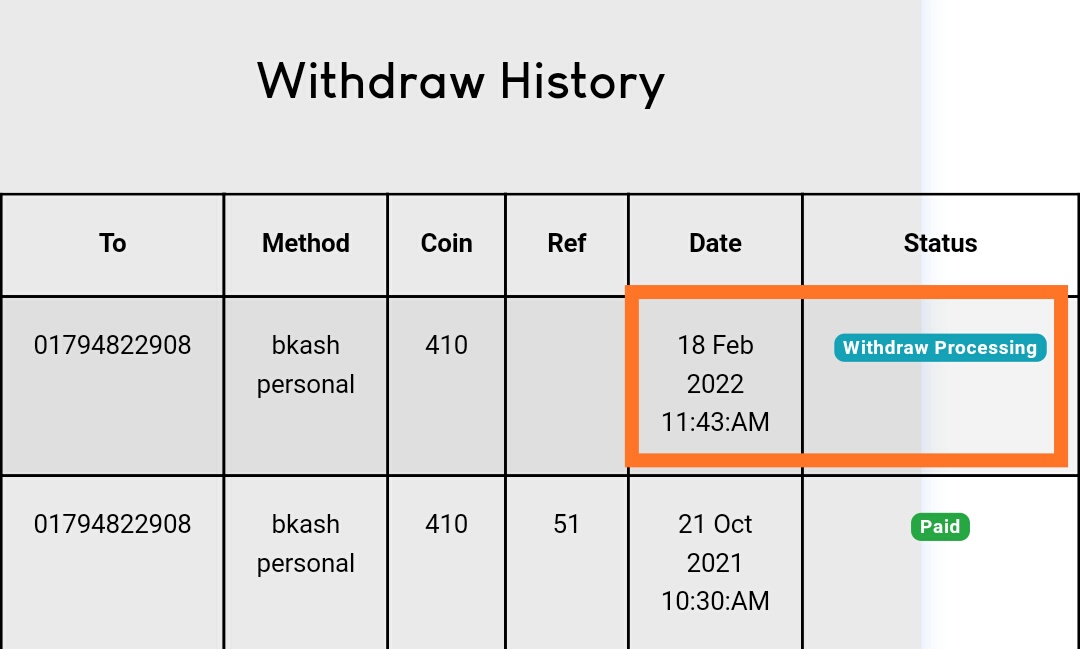 Withdraw History
To Method Coin Ref Date Status
01794822908 bkash 410 18 Feb Withdraw Processing
personal 2022
11:43:AM
01794822908 bkash 410 51 21 Oct Paid
personal 2021
10:30:AM